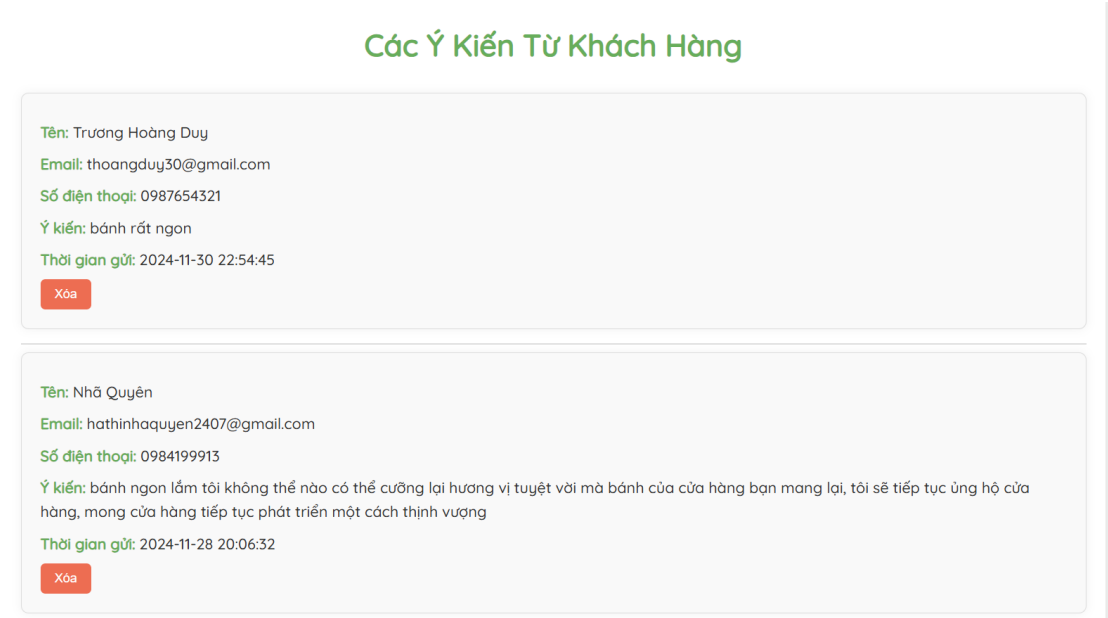 Các Ý Kiến Từ Khách Hàng
Tên: Trương Hoàng Duy
Email: thoangduy30@gmail.com
Số điện thoại: 0987654321
Ý kiến: bánh rất ngon
Thời gian gửi: 2024-11-30 22:54:45
Xóa
Tên: Nhã Quyên
Email: hathinhaquyen2407@gmail.com
Số điện thoại: 0984199913
Ý kiến: bánh ngon lắm tôi không thể nào có thể cưỡng lại hương vị tuyệt vời mà bánh của cửa hàng bạn mang lại, tôi sẽ tiếp tục ủng hộ cửa
hàng, mong cửa hàng tiếp tục phát triển một cách thịnh vượng
Thời gian gửi: 2024-11-28 20:06:32
Xóa